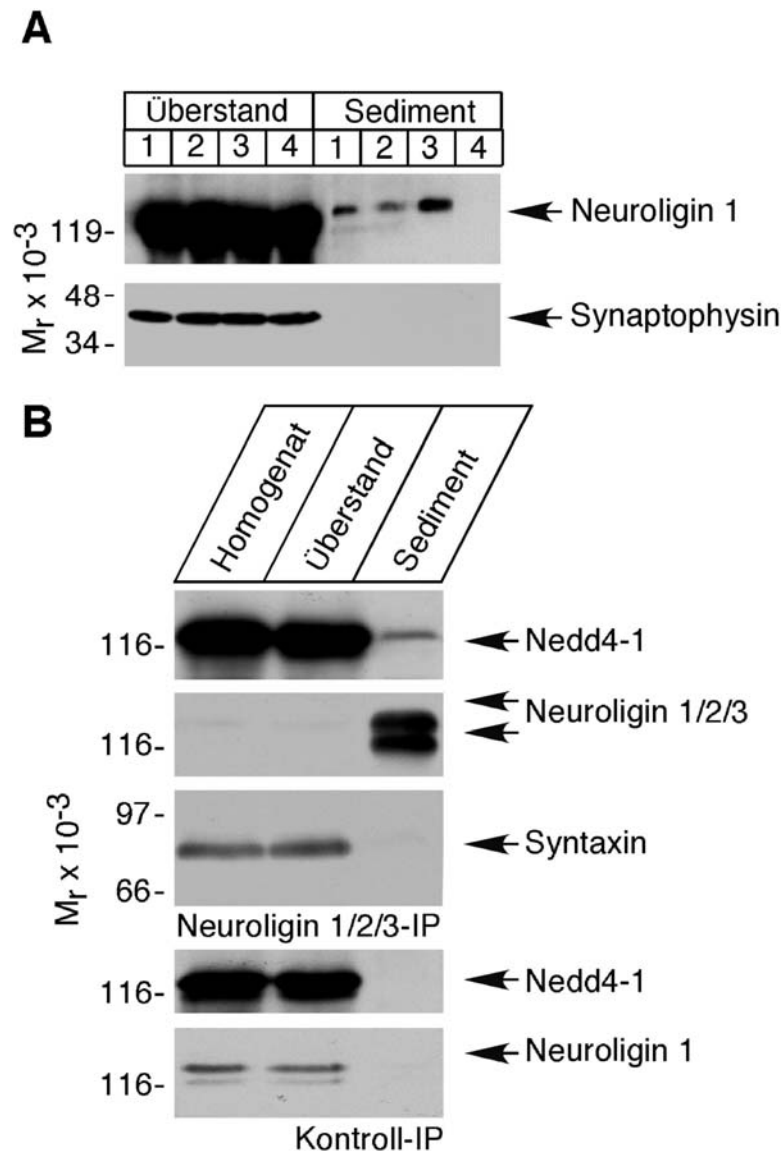 A
Überstand Sediment
1 2 3 4 1 2 3 4
119-
Neuroligin 1
48-
34-
Synaptophysin
Mr x 10-3
B
Homogenat
Überstand
Sediment
116-
Nedd4-1
116-
Neuroligin 1/2/3
97-
66-
Syntaxin
Mr x 10-3
Neuroligin 1/2/3-IP
116-
Nedd4-1
116-
Neuroligin 1
Kontroll-IP